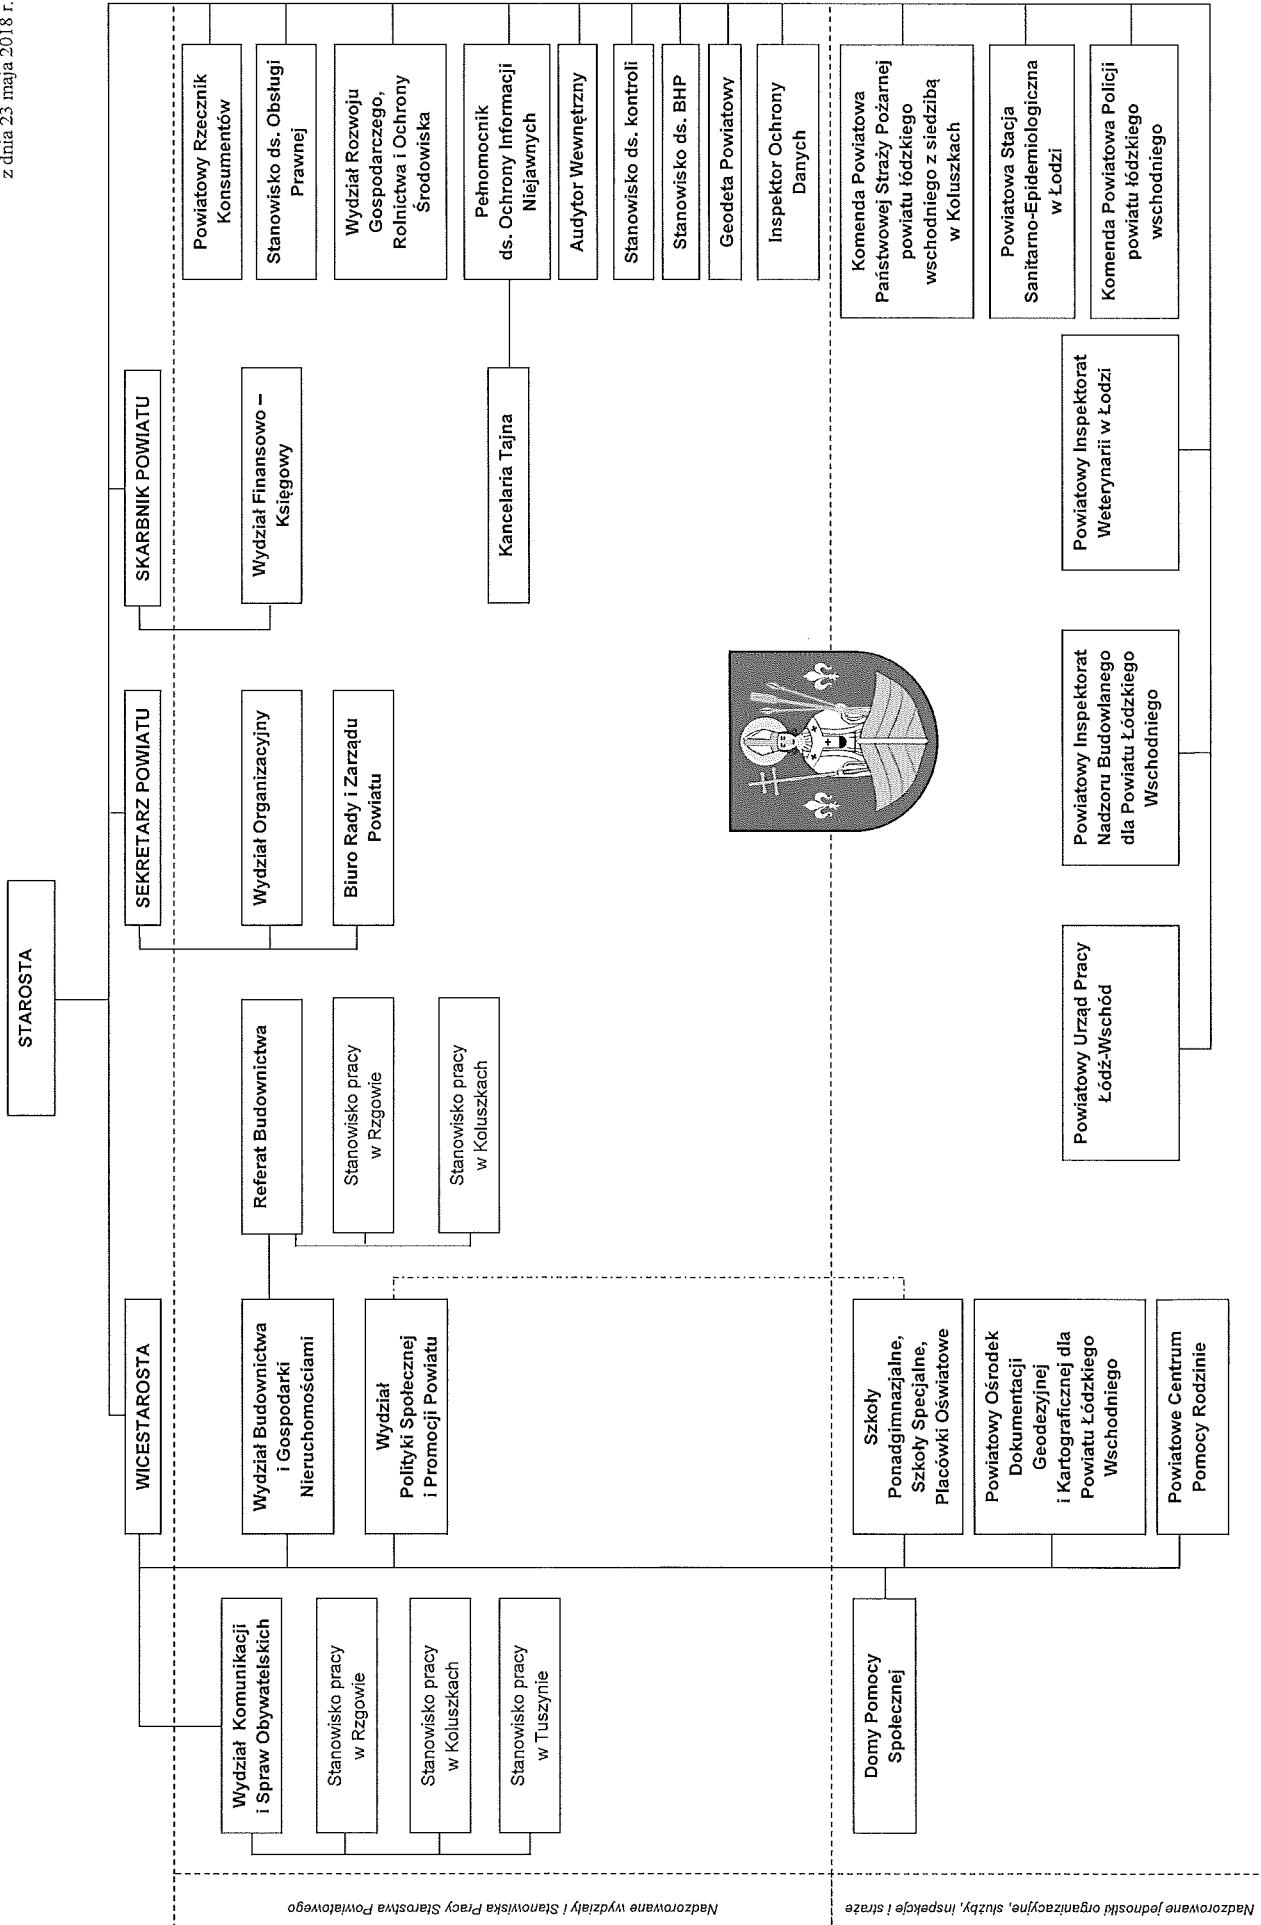 z dnia 23 maja 2018 r.
STAROSTA
WICESTAROSTA
SEKRETARZ POWIATU
SKARBNIK POWIATU
Wydział Komunikacji
i Spraw Obywatelskich
Stanowisko pracy
w Rzgowie
Stanowisko pracy
w Koluszkach
Stanowisko pracy
w Tuszynie
Wydział Budownictwa
i Gospodarki
Nieruchomościami
Wydział
Polityki Społecznej
i Promocji Powiatu
Referat Budownictwa
Stanowisko pracy
w Rzgowie
Stanowisko pracy
w Koluszkach
Wydział Organizacyjny
Biuro Rady i Zarządu
Powiatu
Wydział Finansowo –
Księgowy
Kancelaria Tajna
Powiatowy Rzecznik
Konsumentów
Stanowisko ds. Obsługi
Prawnej
Wydział Rozwoju
Gospodarczego,
Rolnictwa i Ochrony
Środowiska
Pełnomocnik
ds. Ochrony Informacji
Niejawnych
Audytor Wewnętrzny
Stanowisko ds. kontroli
Stanowisko ds. BHP
Geodeta Powiatowy
Inspektor Ochrony
Danych
Nadzorowane wydziały i Stanowiska Pracy Starostwa Powiatowego
Domy Pomocy
Społecznej
Szkoły
Ponadgimnazjalne,
Szkoły Specjalne,
Placówki Oświatowe
Powiatowy Ośrodek
Dokumentacji
Geodezyjnej
i Kartograficznej dla
Powiatu Łódzkiego
Wschodniego
Powiatowe Centrum
Pomocy Rodzinie
Powiatowy Urząd Pracy
Łódź-Wschód
Powiatowy Inspektorat
Nadzoru Budowlanego
dla Powiatu Łódzkiego
Wschodniego
Powiatowy Inspektorat
Weterynarii w Łodzi
Komenda Powiatowa
Państwowej Straży Pożarnej
powiatu łódzkiego
wschodniego z siedzibą
w Koluszkach
Powiatowa Stacja
Sanitarno-Epidemiologiczna
w Łodzi
Komenda Powiatowa Policji
powiatu łódzkiego
wschodniego
Nadzorowane jednostki organizacyjne, służby, inspekcje i straże